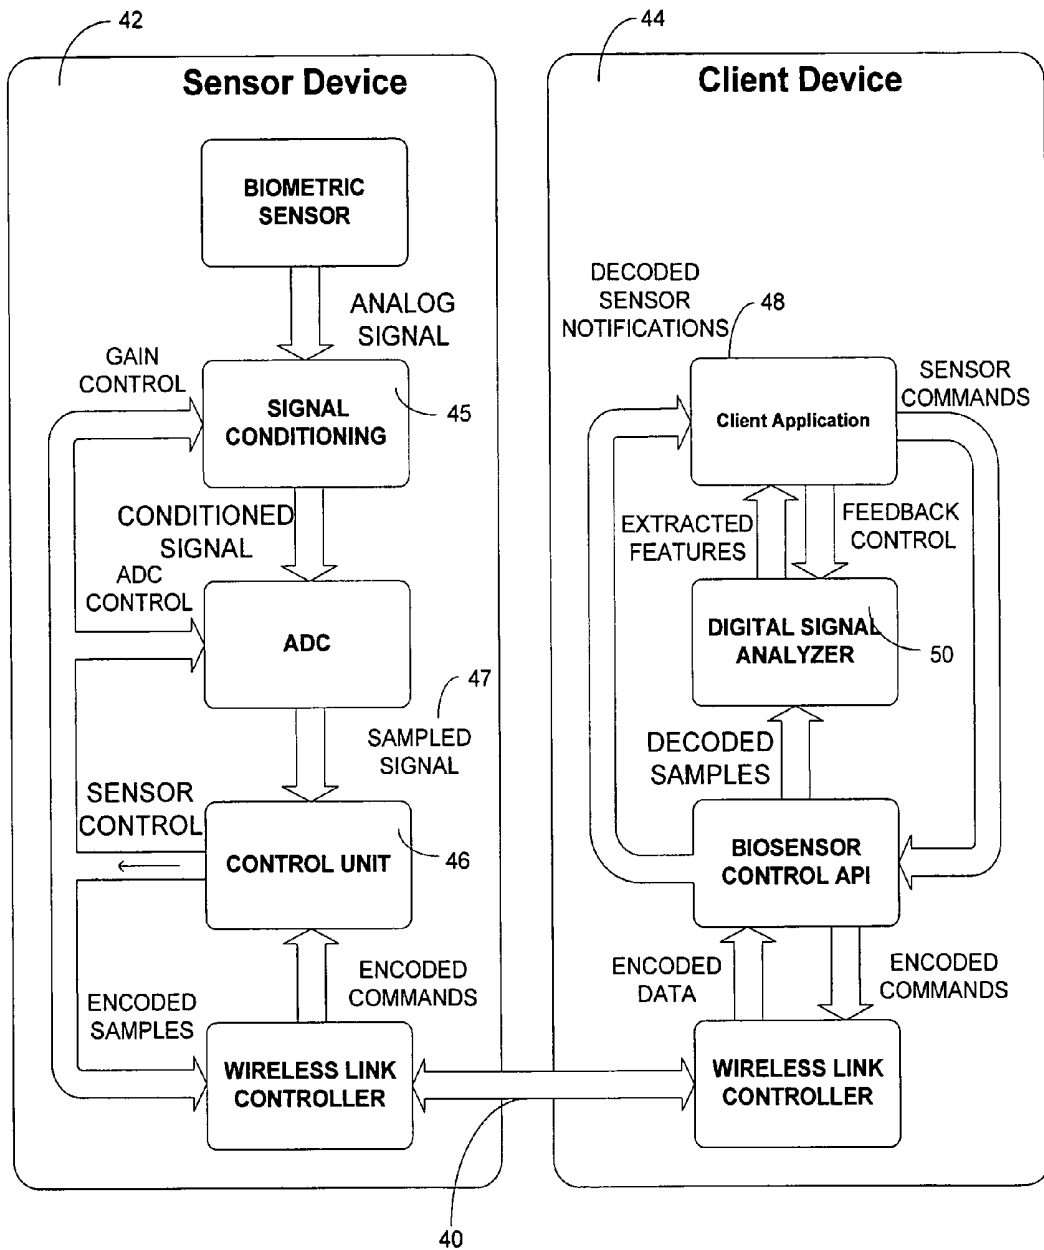 42
Sensor Device
BIOMETRIC
SENSOR
ANALOG
SIGNAL
GAIN
CONTROL
SIGNAL
CONDITIONING
45
CONDITIONED
SIGNAL
ADC
CONTROL
ADC
47
SAMPLED
SIGNAL
SENSOR
CONTROL
CONTROL UNIT
46
ENCODED
COMMANDS
ENCODED
SAMPLES
WIRELESS LINK
CONTROLLER
40
44
Client Device
DECODED
SENSOR
NOTIFICATIONS
48
Client Application
SENSOR
COMMANDS
EXTRACTED
FEATURES
FEEDBACK
CONTROL
DIGITAL SIGNAL
ANALYZER
50
DECODED
SAMPLES
BIOSENSOR
CONTROL API
ENCODED
DATA
ENCODED
COMMANDS
WIRELESS LINK
CONTROLLER